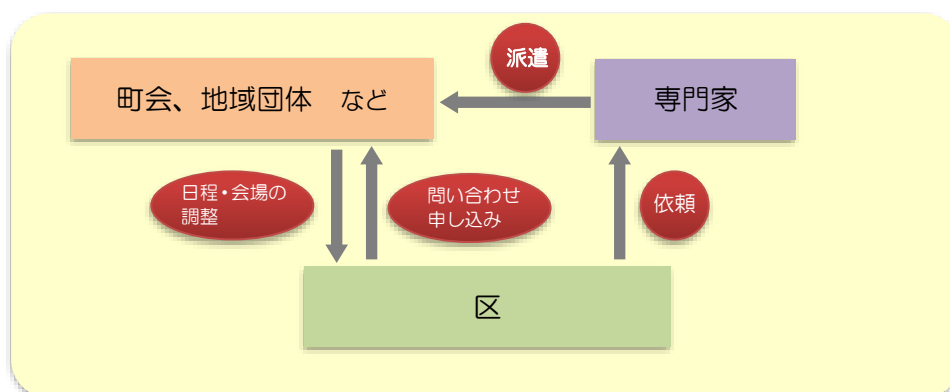 派遣
町会、地域団体　など
専門家
日程・会場の
調整
問い合わせ
申し込み
依頼
区